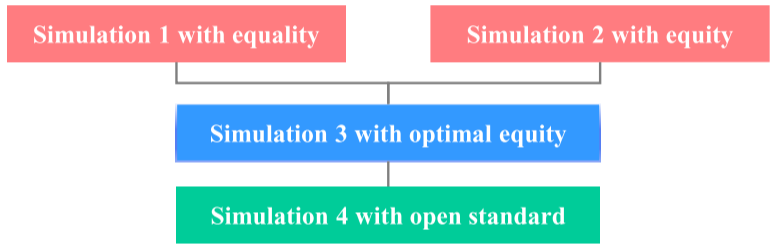 Simulation 1 with equality
Simulation 2 with equity
Simulation 3 with optimal equity
Simulation 4 with open standard